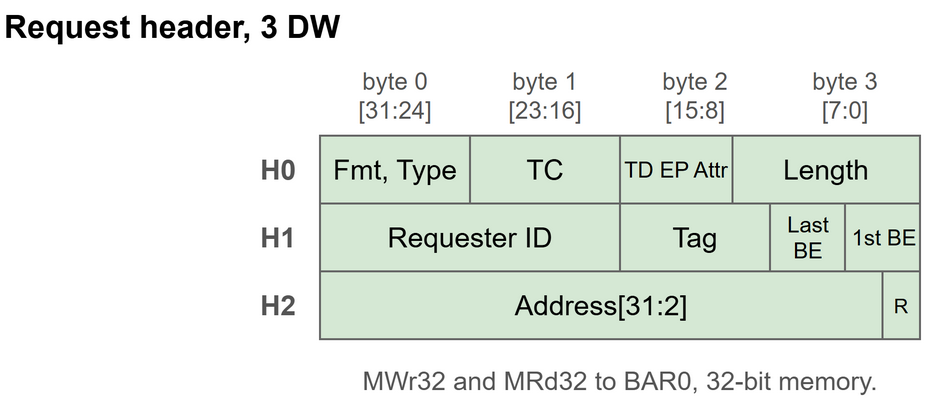 Request header, 3 DW
byte 0 byte 1 byte 2 byte 3
[31:24] [23:16] [15:8] [7:0]
H0 Fmt, Type TC TD EP Attr Length
H1 Requester ID Tag Last BE 1st BE
H2 Address[31:2] R
MWr32 and MRd32 to BAR0, 32-bit memory.